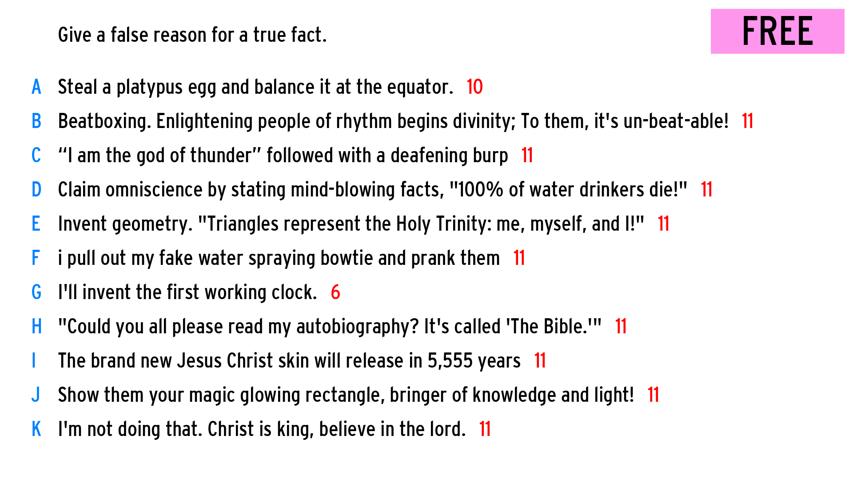 Give a false reason for a true fact.
FREE
A Steal a platypus egg and balance it at the equator. 10
B Beatboxing. Enlightening people of rhythm begins divinity; To them, it's un-beat-able! 11
C “I am the god of thunder” followed with a deafening burp 11
D Claim omniscience by stating mind-blowing facts, "100% of water drinkers die!" 11
E Invent geometry. "Triangles represent the Holy Trinity: me, myself, and I!" 11
F i pull out my fake water spraying bowtie and prank them 11
G I'll invent the first working clock. 6
H "Could you all please read my autobiography? It's called 'The Bible.'" 11
I The brand new Jesus Christ skin will release in 5,555 years 11
J Show them your magic glowing rectangle, bringer of knowledge and light! 11
K I'm not doing that. Christ is king, believe in the lord. 11